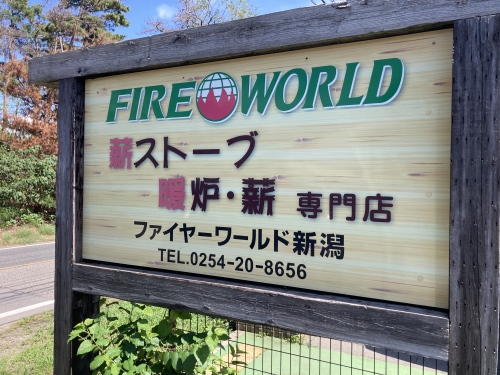 FIRE WORLD
薪ストーブ
暖炉・薪 専門店
ファイヤーワールド新潟
TEL.0254-20-8656